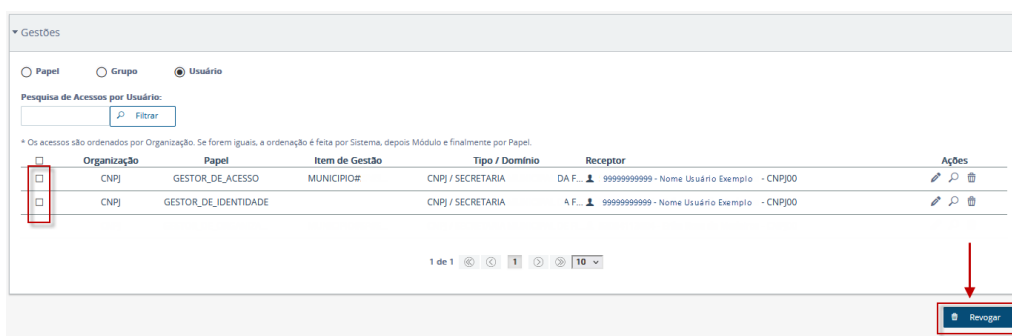 Gestões
Papel Grupo Usuário
Pesquisa de Acessos por Usuário:
Filtrar
* Os acessos são ordenados por Organização. Se forem iguais, a ordenação é feita por Sistema, depois Módulo e finalmente por Papel.
Organização Papel Item de Gestão Tipo / Domínio Receptor Ações
CNPJ GESTOR_DE_ACESSO MUNICIPIO#: CNPJ / SECRETARIA DA F... 99999999999 - Nome Usuário Exemplo - CNPJ00
CNPJ GESTOR_DE_IDENTIDADE CNPJ / SECRETARIA A F... 99999999999 - Nome Usuário Exemplo - CNPJ00
1 de 1 1 10
Revogar